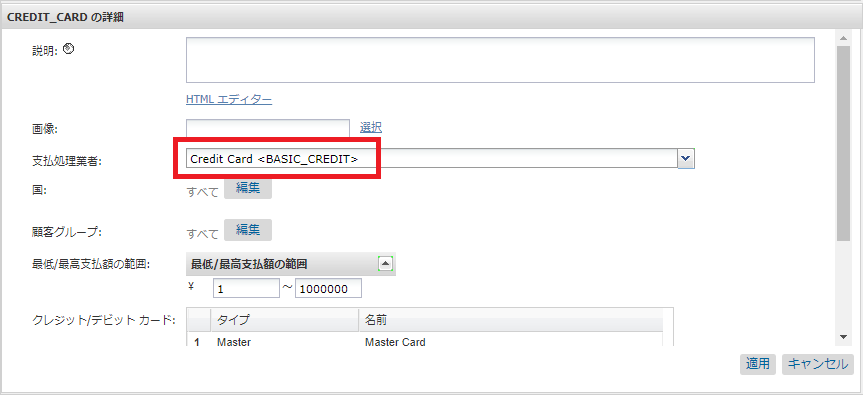 CREDIT_CARD の詳細
説明:
HTML エディター
画像: 選択
支払処理業者: Credit Card <BASIC_CREDIT>
国: すべて 編集
顧客グループ: すべて 編集
最低/最高支払額の範囲: 最低/最高支払額の範囲
¥ 1 ～ 1000000
クレジット/デビット カード: タイプ 名前
1 Master Master Card
適用 キャンセル